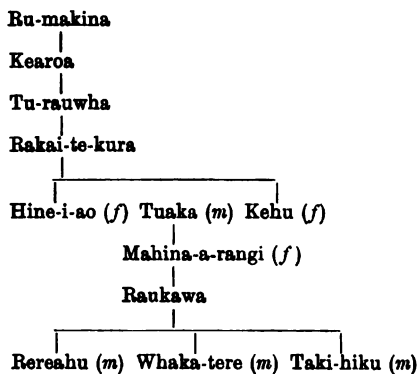 Ru-makina
Kearoa
Tu-rauwha
Rakai-te-kura
Hine-i-ao (f) Tuaka (m) Kehu (f)
Mahina-a-rangi (f)
Raukawa
Rereahu (m) Whaka-tere (m) Taki-hiku (m)